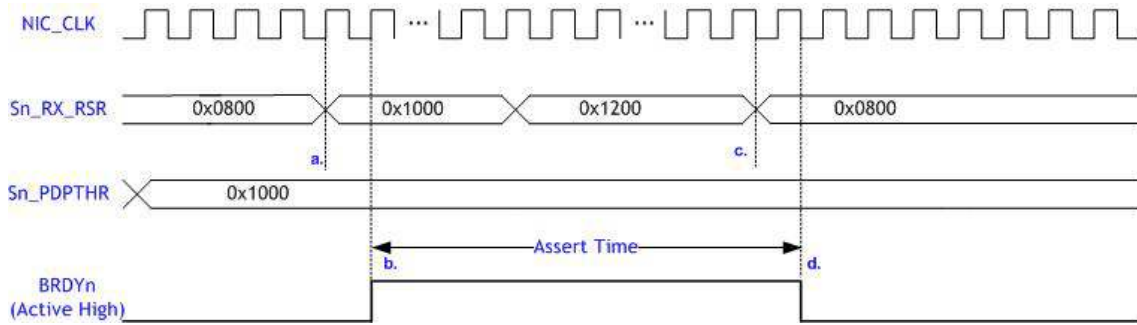 NIC_CLK ... ...
Sn_RX_RSR 0x0800 0x1000 0x1200 0x0800
a. c.
Sn_PDPTHR 0x1000
Assert Time
b. d.
BRDYn
(Active High)